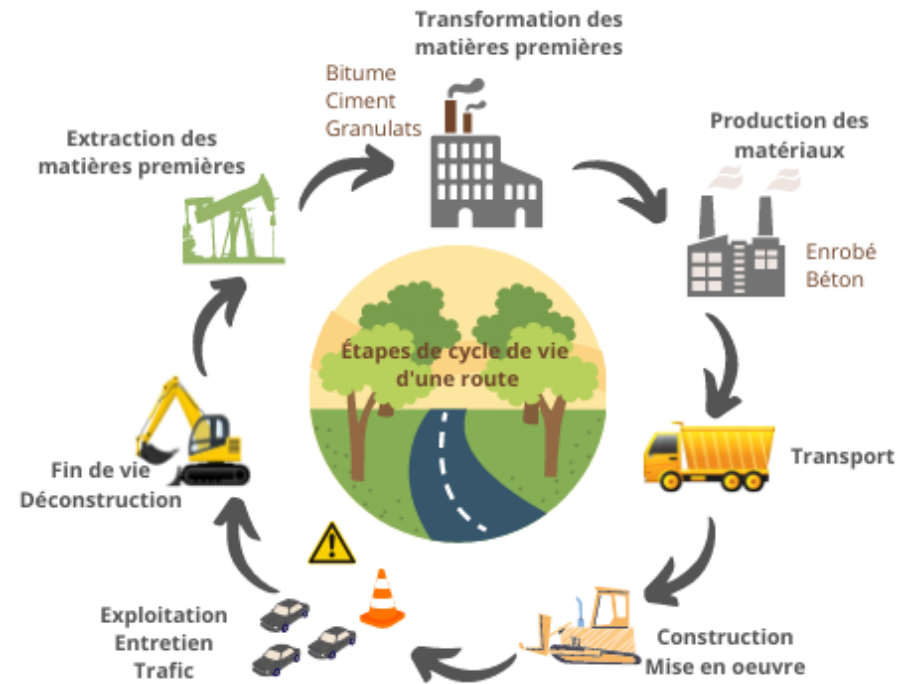 Transformation des
matières premières
Bitume
Ciment
Granulats
Extraction des
matières premières
Production des
matériaux
Enrobé
Béton
Étapes de cycle de vie
d'une route
Transport
Fin de vie
Déconstruction
Exploitation
Entretien
Trafic
Construction
Mise en oeuvre